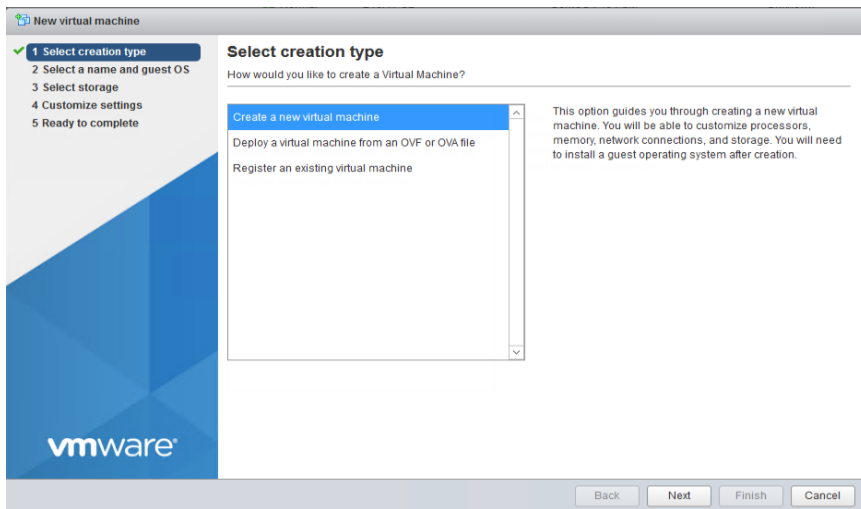 New virtual machine
1 Select creation type
2 Select a name and guest OS
3 Select storage
4 Customize settings
5 Ready to complete
Select creation type
How would you like to create a Virtual Machine?
Create a new virtual machine
Deploy a virtual machine from an OVF or OVA file
Register an existing virtual machine
This option guides you through creating a new virtual
machine. You will be able to customize processors,
memory, network connections, and storage. You will need
to install a guest operating system after creation.
vmware
Back
Next
Finish
Cancel